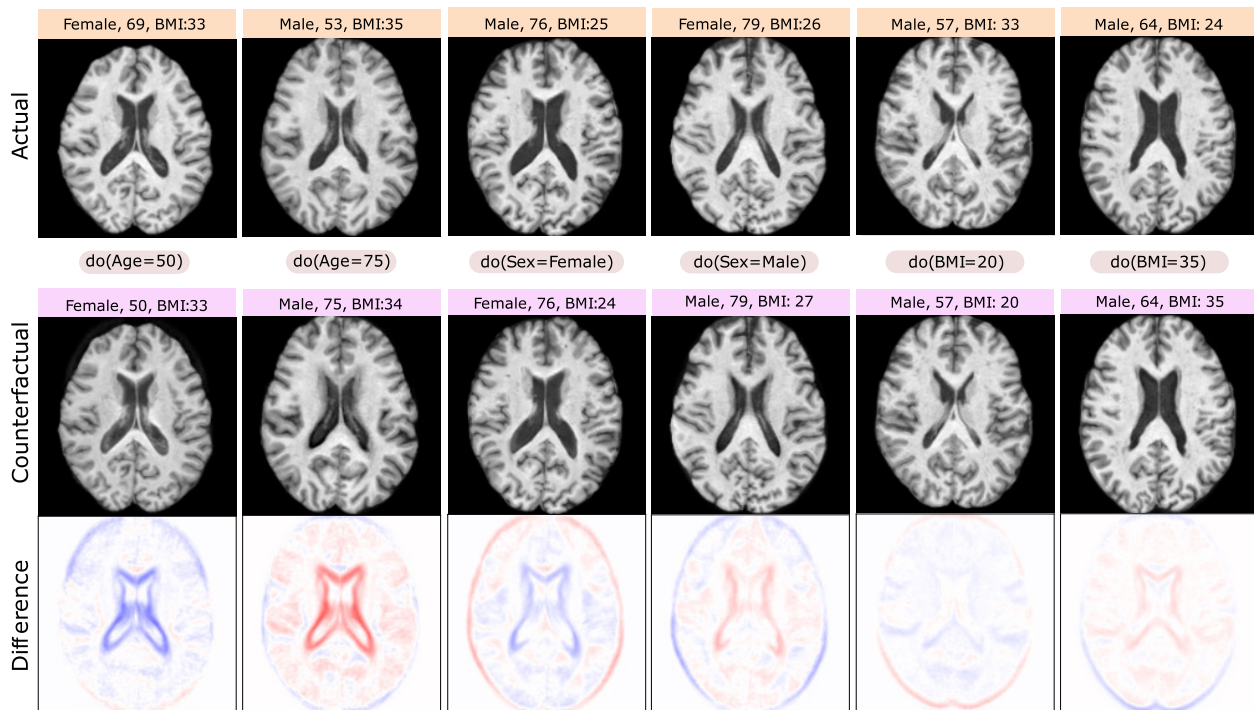 Female, 69, BMI:33
Male, 53, BMI:35
Male, 76, BMI:25
Female, 79, BMI:26
Male, 57, BMI: 33
Male, 64, BMI: 24
Actual
do(Age=50)
do(Age=75)
do(Sex=Female)
do(Sex=Male)
do(BMI=20)
do(BMI=35)
Female, 50, BMI:33
Male, 75, BMI:34
Female, 76, BMI:24
Male, 79, BMI: 27
Male, 57, BMI: 20
Male, 64, BMI: 35
Counterfactual
Difference